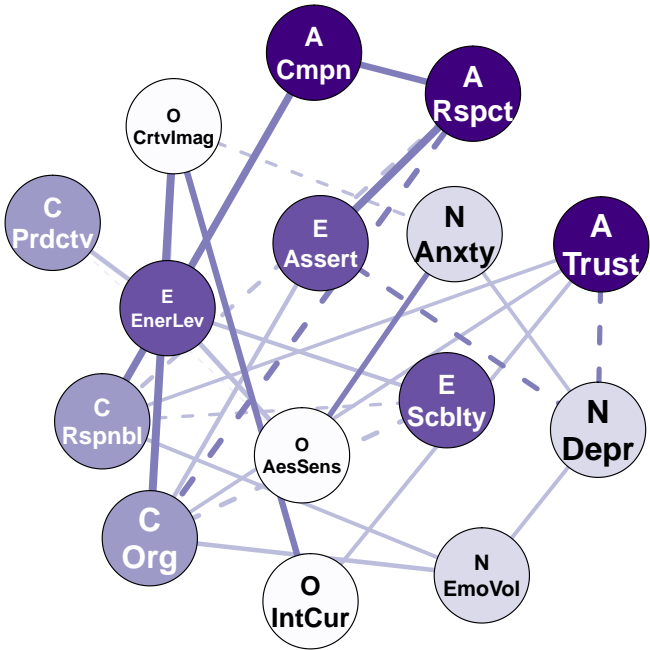 A
Cmpn
A
Rspct
O
CrtvImag
C
Prdctv
E
Assert
N
Anxty
A
Trust
E
EnerLev
C
Rspnbl
E
Scblty
O
AesSens
N
Depr
C
Org
O
IntCur
N
EmoVol